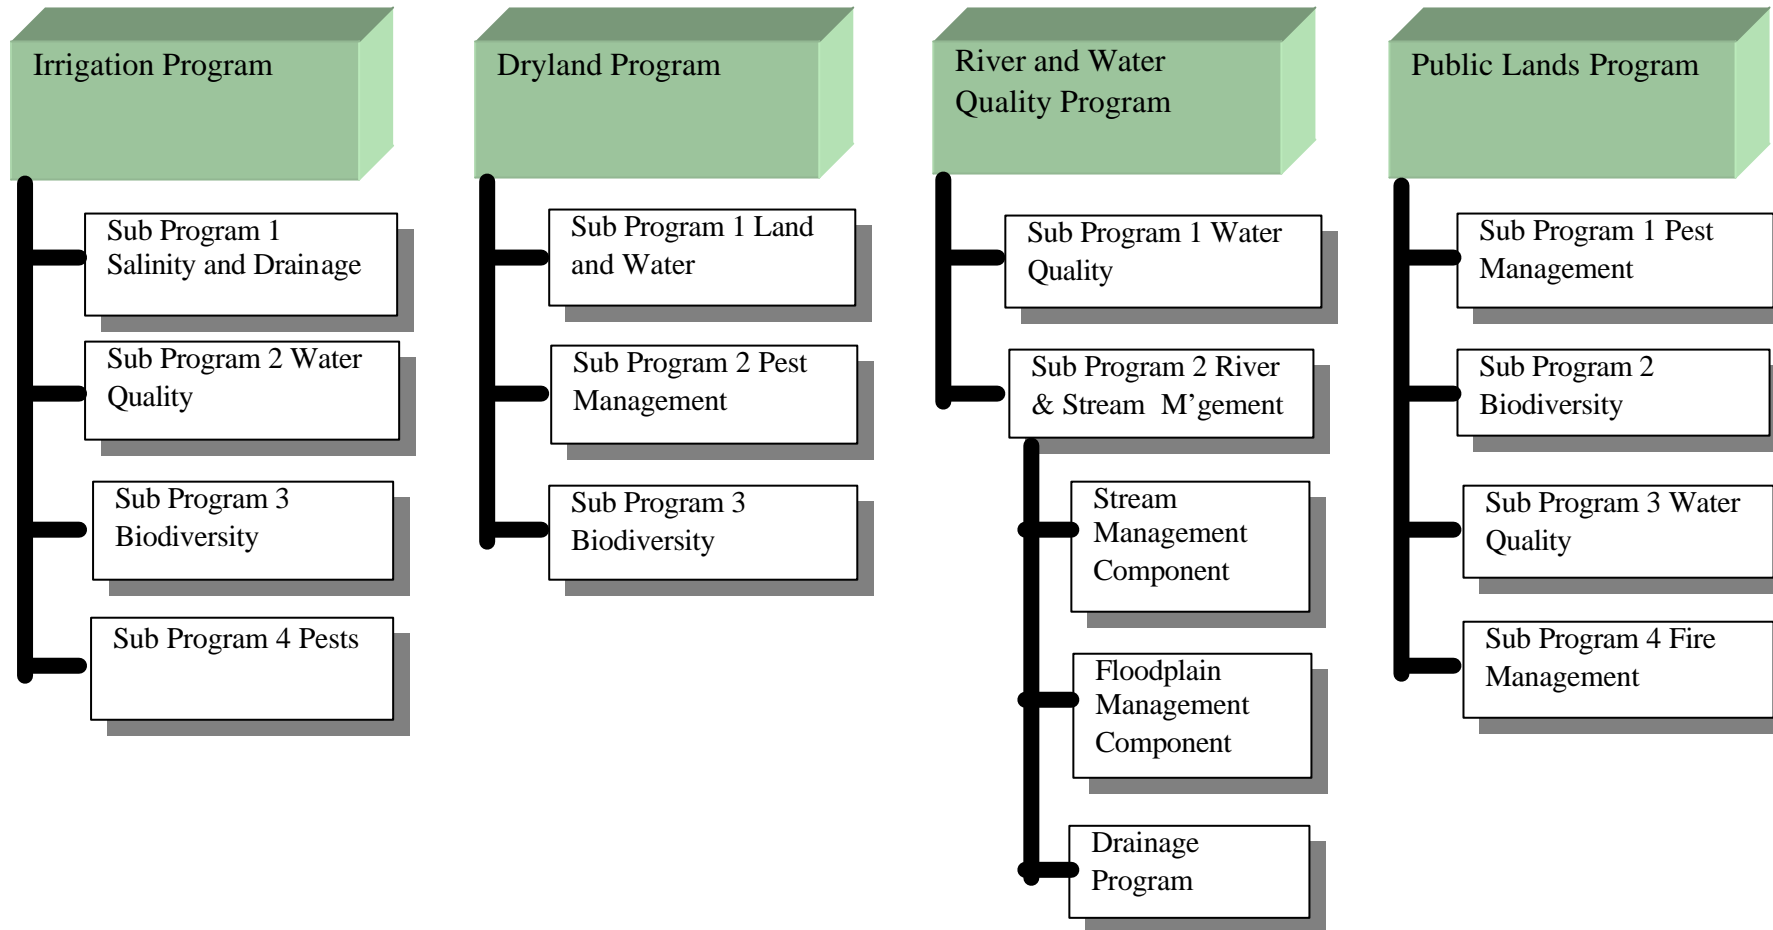 Irrigation Program
Sub Program 1
Salinity and Drainage
Sub Program 2 Water
Quality
Sub Program 3
Biodiversity
Sub Program 4 Pests
Dryland Program
Sub Program 1 Land
and Water
Sub Program 2 Pest
Management
Sub Program 3
Biodiversity
River and Water
Quality Program
Sub Program 1 Water
Quality
Sub Program 2 River
& Stream M’gement
Stream
Management
Component
Floodplain
Management
Component
Drainage
Program
Public Lands Program
Sub Program 1 Pest
Management
Sub Program 2
Biodiversity
Sub Program 3 Water
Quality
Sub Program 4 Fire
Management